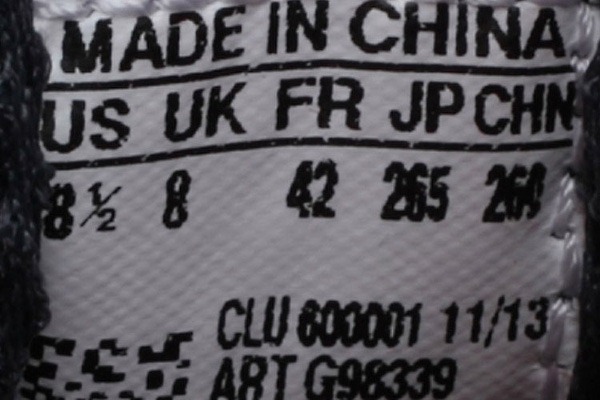 MADE IN CHINA
US UK FR JP CHN
8½ 8 42 265 260
CLU 600001 11/13
ART G98339